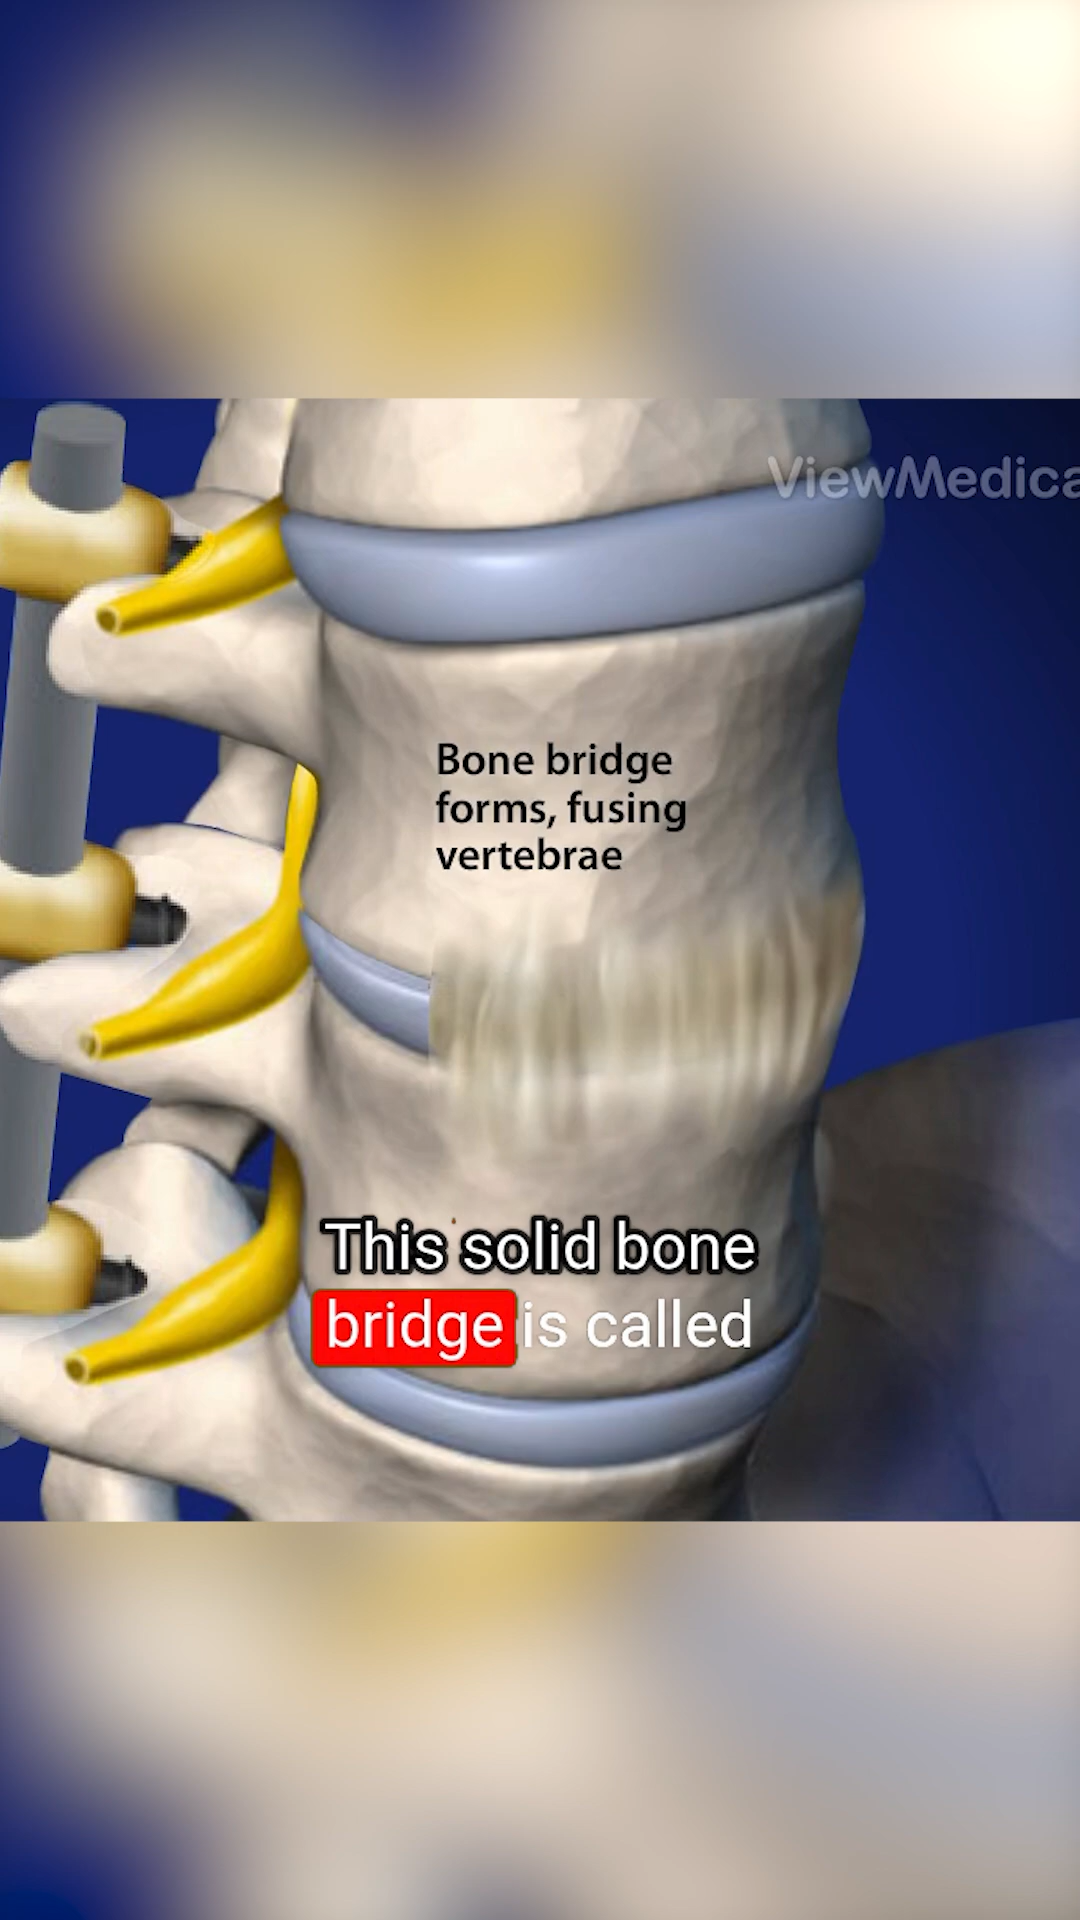 ViewMedica
Bone bridge
forms, fusing
vertebrae
This solid bone
bridge is called